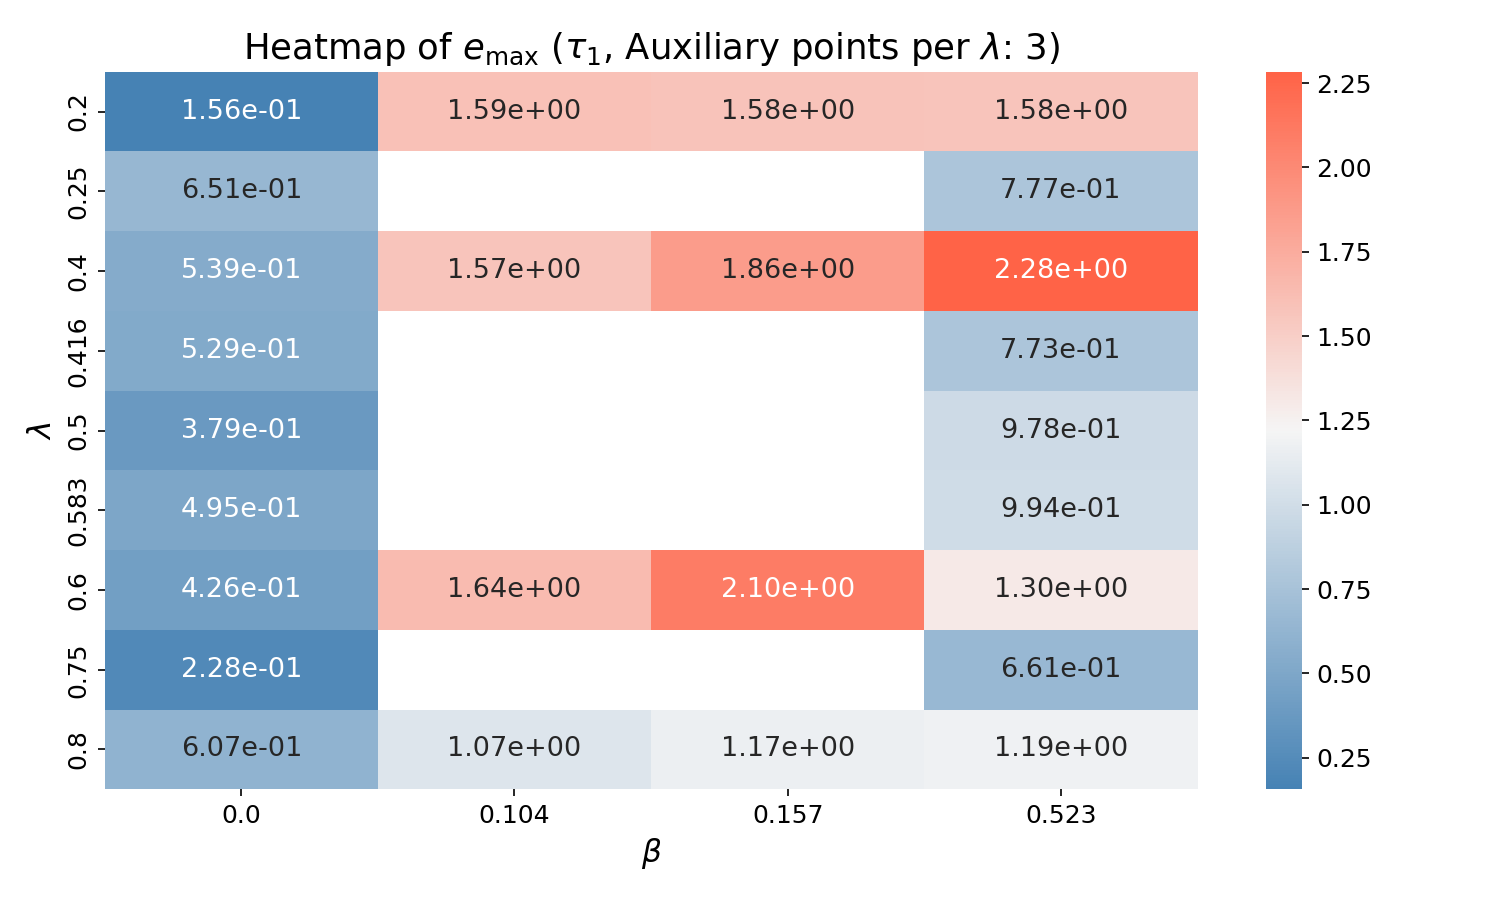 Heatmap of e_max (τ_1, Auxiliary points per λ: 3)
λ
0.2 1.56e-01 1.59e+00 1.58e+00 1.58e+00
0.25 6.51e-01 7.77e-01
0.4 5.39e-01 1.57e+00 1.86e+00 2.28e+00
0.416 5.29e-01 7.73e-01
0.5 3.79e-01 9.78e-01
0.583 4.95e-01 9.94e-01
0.6 4.26e-01 1.64e+00 2.10e+00 1.30e+00
0.75 2.28e-01 6.61e-01
0.8 6.07e-01 1.07e+00 1.17e+00 1.19e+00
0.0 0.104 0.157 0.523
β
2.25
2.00
1.75
1.50
1.25
1.00
0.75
0.50
0.25